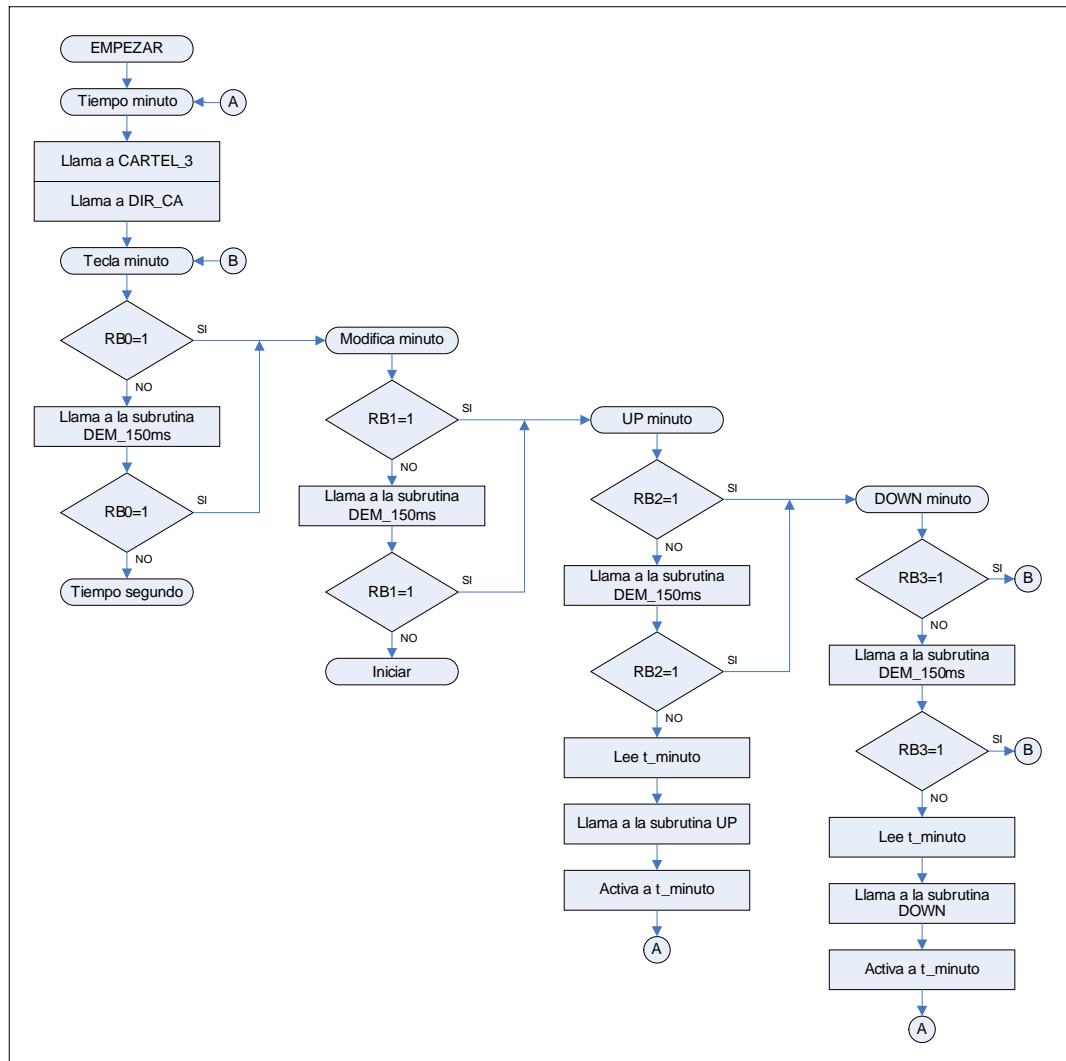 EMPEZAR
Tiempo minuto
A
Llama a CARTEL_3
Llama a DIR_CA
Tecla minuto
B
RB0=1
SI
NO
Llama a la subrutina
DEM_150ms
RB0=1
SI
NO
Tiempo segundo
Modifica minuto
RB1=1
SI
NO
Llama a la subrutina
DEM_150ms
RB1=1
SI
NO
Iniciar
UP minuto
RB2=1
SI
NO
Llama a la subrutina
DEM_150ms
RB2=1
SI
NO
Lee t_minuto
Llama a la subrutina UP
Activa a t_minuto
A
DOWN minuto
RB3=1
SI
B
NO
Llama a la subrutina
DEM_150ms
RB3=1
SI
B
NO
Lee t_minuto
Llama a la subrutina
DOWN
Activa a t_minuto
A